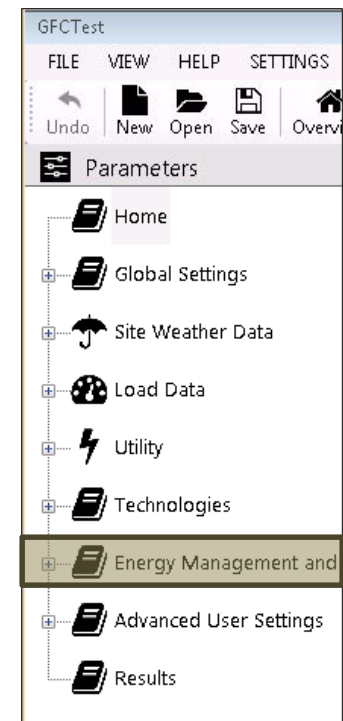 GFCTest
FILE VIEW HELP SETTINGS
Undo New Open Save Overvi
Parameters
Home
Global Settings
Site Weather Data
Load Data
Utility
Technologies
Energy Management and
Advanced User Settings
Results